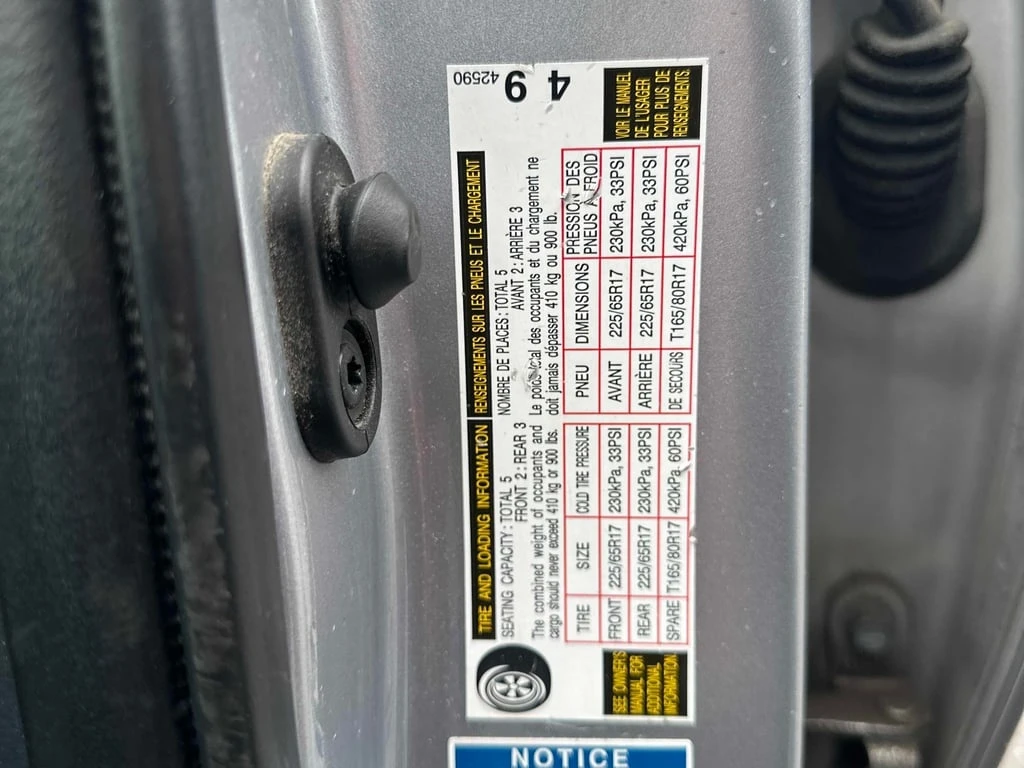 TIRE AND LOADING INFORMATION
RENSEIGNEMENTS SUR LES PNEUS ET LE CHARGEMENT
SEATING CAPACITY: TOTAL 5
FRONT 2: REAR 3
The combined weight of occupants and
cargo should never exceed 410 kg or 900 lbs.
NOMBRE DE PLACES: TOTAL 5
AVANT 2: ARRIÈRE 3
Le poids total des occupants et du chargement ne
doit jamais dépasser 410 kg ou 900 lb.
TIRE SIZE COLD TIRE PRESSURE
FRONT 225/65R17 230kPa, 33PSI
REAR 225/65R17 230kPa, 33PSI
SPARE T165/80R17 420kPa, 60PSI
PNEU DIMENSIONS PRESSION DES
PNEUS À FROID
AVANT 225/65R17 230kPa, 33PSI
ARRIÈRE 225/65R17 230kPa, 33PSI
DE SECOURS T165/80R17 420kPa, 60PSI
SEE OWNER'S
MANUAL FOR
ADDITIONAL
INFORMATION
VOIR LE MANUEL
DE L'USAGER
POUR PLUS DE
RENSEIGNEMENTS
42590
4 9
NOTICE